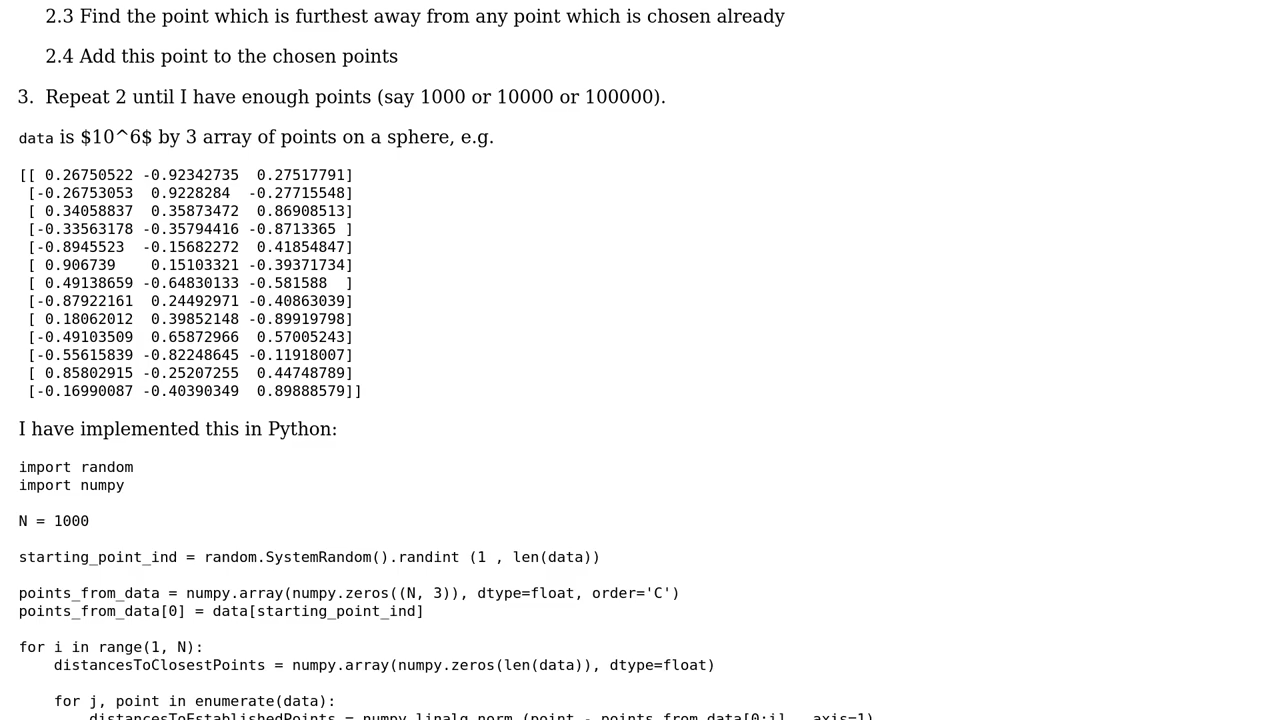 2.3 Find the point which is furthest away from any point which is chosen already
2.4 Add this point to the chosen points
3. Repeat 2 until I have enough points (say 1000 or 10000 or 100000).
data is $10^6$ by 3 array of points on a sphere, e.g.
[[ 0.26750522 -0.92342735  0.27517791]
 [-0.26753053  0.9228284  -0.27715548]
 [ 0.34058837  0.35873472  0.86908513]
 [-0.33563178 -0.35794416 -0.8713365 ]
 [-0.8945523  -0.15682272  0.41854847]
 [ 0.906739    0.15103321 -0.39371734]
 [ 0.49138659 -0.64830133 -0.581588  ]
 [-0.87922161  0.24492971 -0.40863039]
 [ 0.18062012  0.39852148 -0.89919798]
 [-0.49103509  0.65872966  0.57005243]
 [-0.55615839 -0.82248645 -0.11918007]
 [ 0.85802915 -0.25207255  0.44748789]
 [-0.16990087 -0.40390349  0.89888579]]
I have implemented this in Python:
import random
import numpy
N = 1000
starting_point_ind = random.SystemRandom().randint (1 , len(data))
points_from_data = numpy.array(numpy.zeros((N, 3)), dtype=float, order='C')
points_from_data[0] = data[starting_point_ind]
for i in range(1, N):
    distancesToClosestPoints = numpy.array(numpy.zeros(len(data)), dtype=float)
    for j, point in enumerate(data):
        distancesToEstablishedPoints = numpy.linalg.norm (point - points_from_data[0:i] , axis=1)